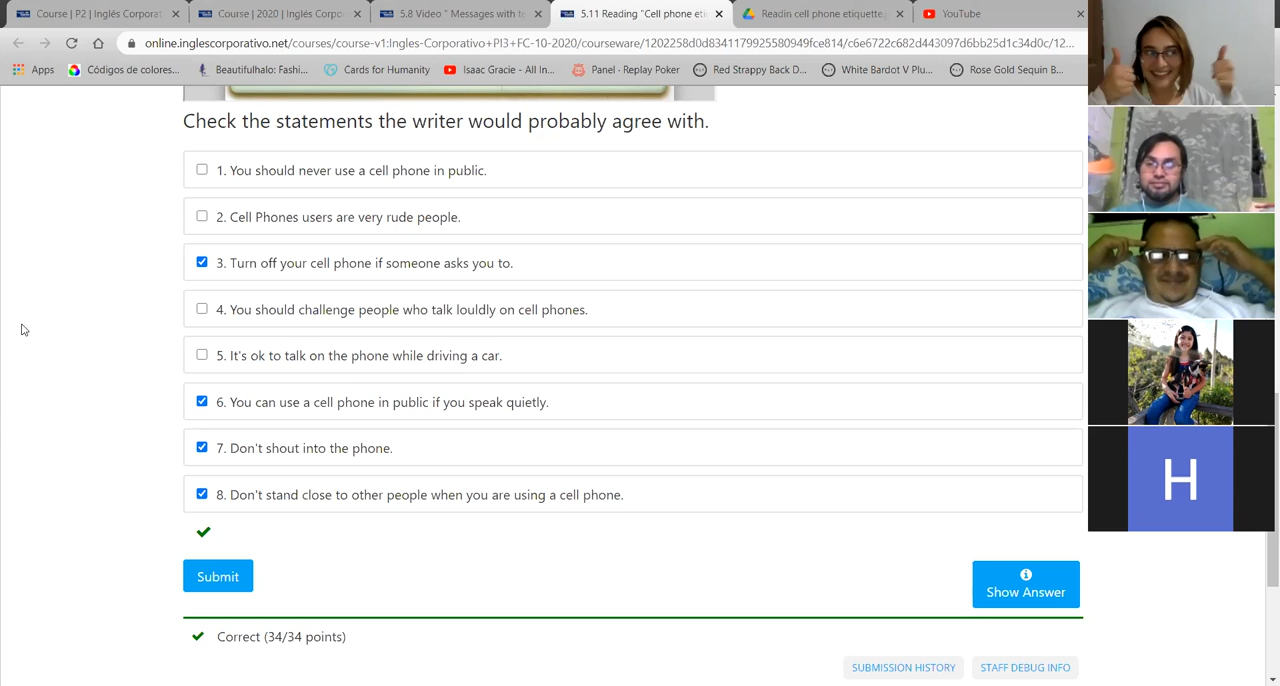 Course | P2 | Inglés Corporat
Course | 2020 | Inglés Corpo
5.8 Video " Messages with te
5.11 Reading "Cell phone eti
Readin cell phone etiquette.
YouTube
online.inglescorporativo.net/courses/course-v1:Ingles-Corporativo+PI3+FC-10-2020/courseware/1202258d0d8341179925580949fce814/c6e6722c682d443097d6bb25d1c34d0c/12...
Apps
Códigos de colores...
Beautifulhalo: Fashi...
Cards for Humanity
Isaac Gracie - All In...
Panel · Replay Poker
Red Strappy Back D...
White Bardot V Plu...
Rose Gold Sequin B...
Check the statements the writer would probably agree with.
1. You should never use a cell phone in public.
2. Cell Phones users are very rude people.
3. Turn off your cell phone if someone asks you to.
4. You should challenge people who talk louldly on cell phones.
5. It's ok to talk on the phone while driving a car.
6. You can use a cell phone in public if you speak quietly.
7. Don't shout into the phone.
8. Don't stand close to other people when you are using a cell phone.
Submit
Show Answer
Correct (34/34 points)
SUBMISSION HISTORY
STAFF DEBUG INFO
H